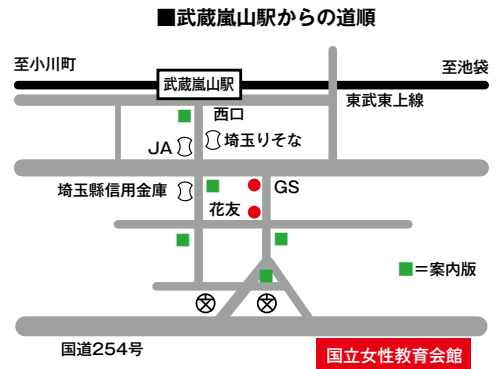 ■武蔵嵐山駅からの道順
至小川町
至池袋
武蔵嵐山駅
東武東上線
西口
JA
埼玉りそな
埼玉縣信用金庫
GS
花友
■=案内版
国道254号
国立女性教育会館